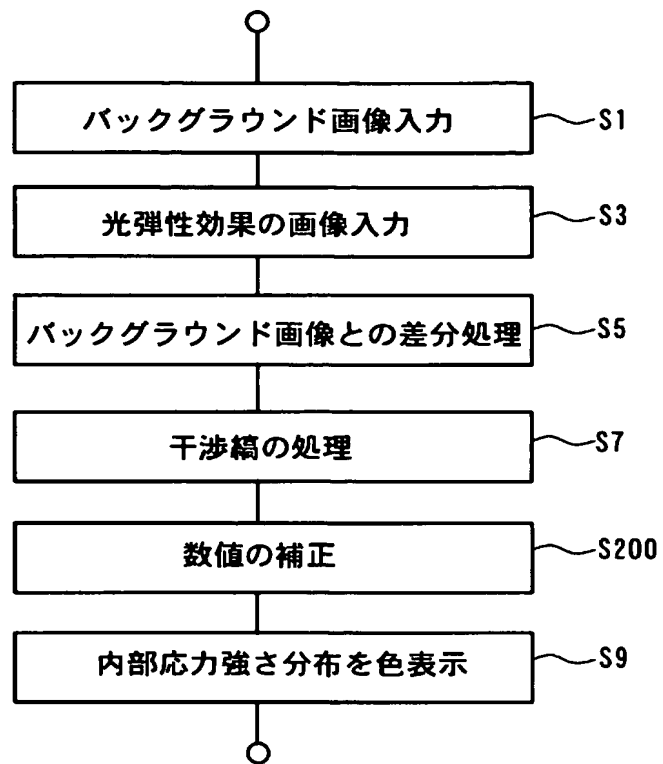 バックグラウンド画像入力 S1
光弾性効果の画像入力 S3
バックグラウンド画像との差分処理 S5
干渉縞の処理 S7
数値の補正 S200
内部応力強さ分布を色表示 S9